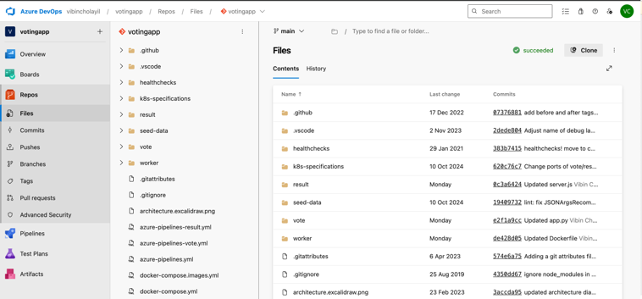 Azure DevOps vibincholayil / votingapp / Repos / Files / votingapp Search VC
V votingapp
Overview
Boards
Repos
Files
Commits
Pushes
Branches
Tags
Pull requests
Advanced Security
Pipelines
Test Plans
Artifacts
votingapp
.github
.vscode
healthchecks
k8s-specifications
result
seed-data
vote
worker
.gitattributes
.gitignore
architecture.excalidraw.png
azure-pipelines-result.yml
azure-pipelines-vote.yml
azure-pipelines.yml
docker-compose.images.yml
docker-compose.yml
main / Type to find a file or folder...
Files succeeded Clone
Contents History
Name ↑ Last change Commits
.github 17 Dec 2022 07376881 add before and after tags...
.vscode 2 Nov 2023 2dede804 Adjust name of debug la...
healthchecks 29 Jan 2021 383b7415 healthchecks! move to c...
k8s-specifications 10 Oct 2024 620c76c7 Change ports of vote/res...
result Monday 0c3a6424 Updated server.js Vibin C...
seed-data 10 Oct 2024 19409732 lint: fix JSONArgsRecom...
vote Monday e2f1a9cc Updated app.py Vibin Ch...
worker Monday de428d05 Updated Dockerfile Vibin...
.gitattributes 6 Apr 2023 574e6a75 Adding a git attributes fil...
.gitignore 25 Aug 2019 4350dd67 ignore node_modules in ...
architecture.excalidraw.png 23 Feb 2023 3accda95 updated architecture dia...